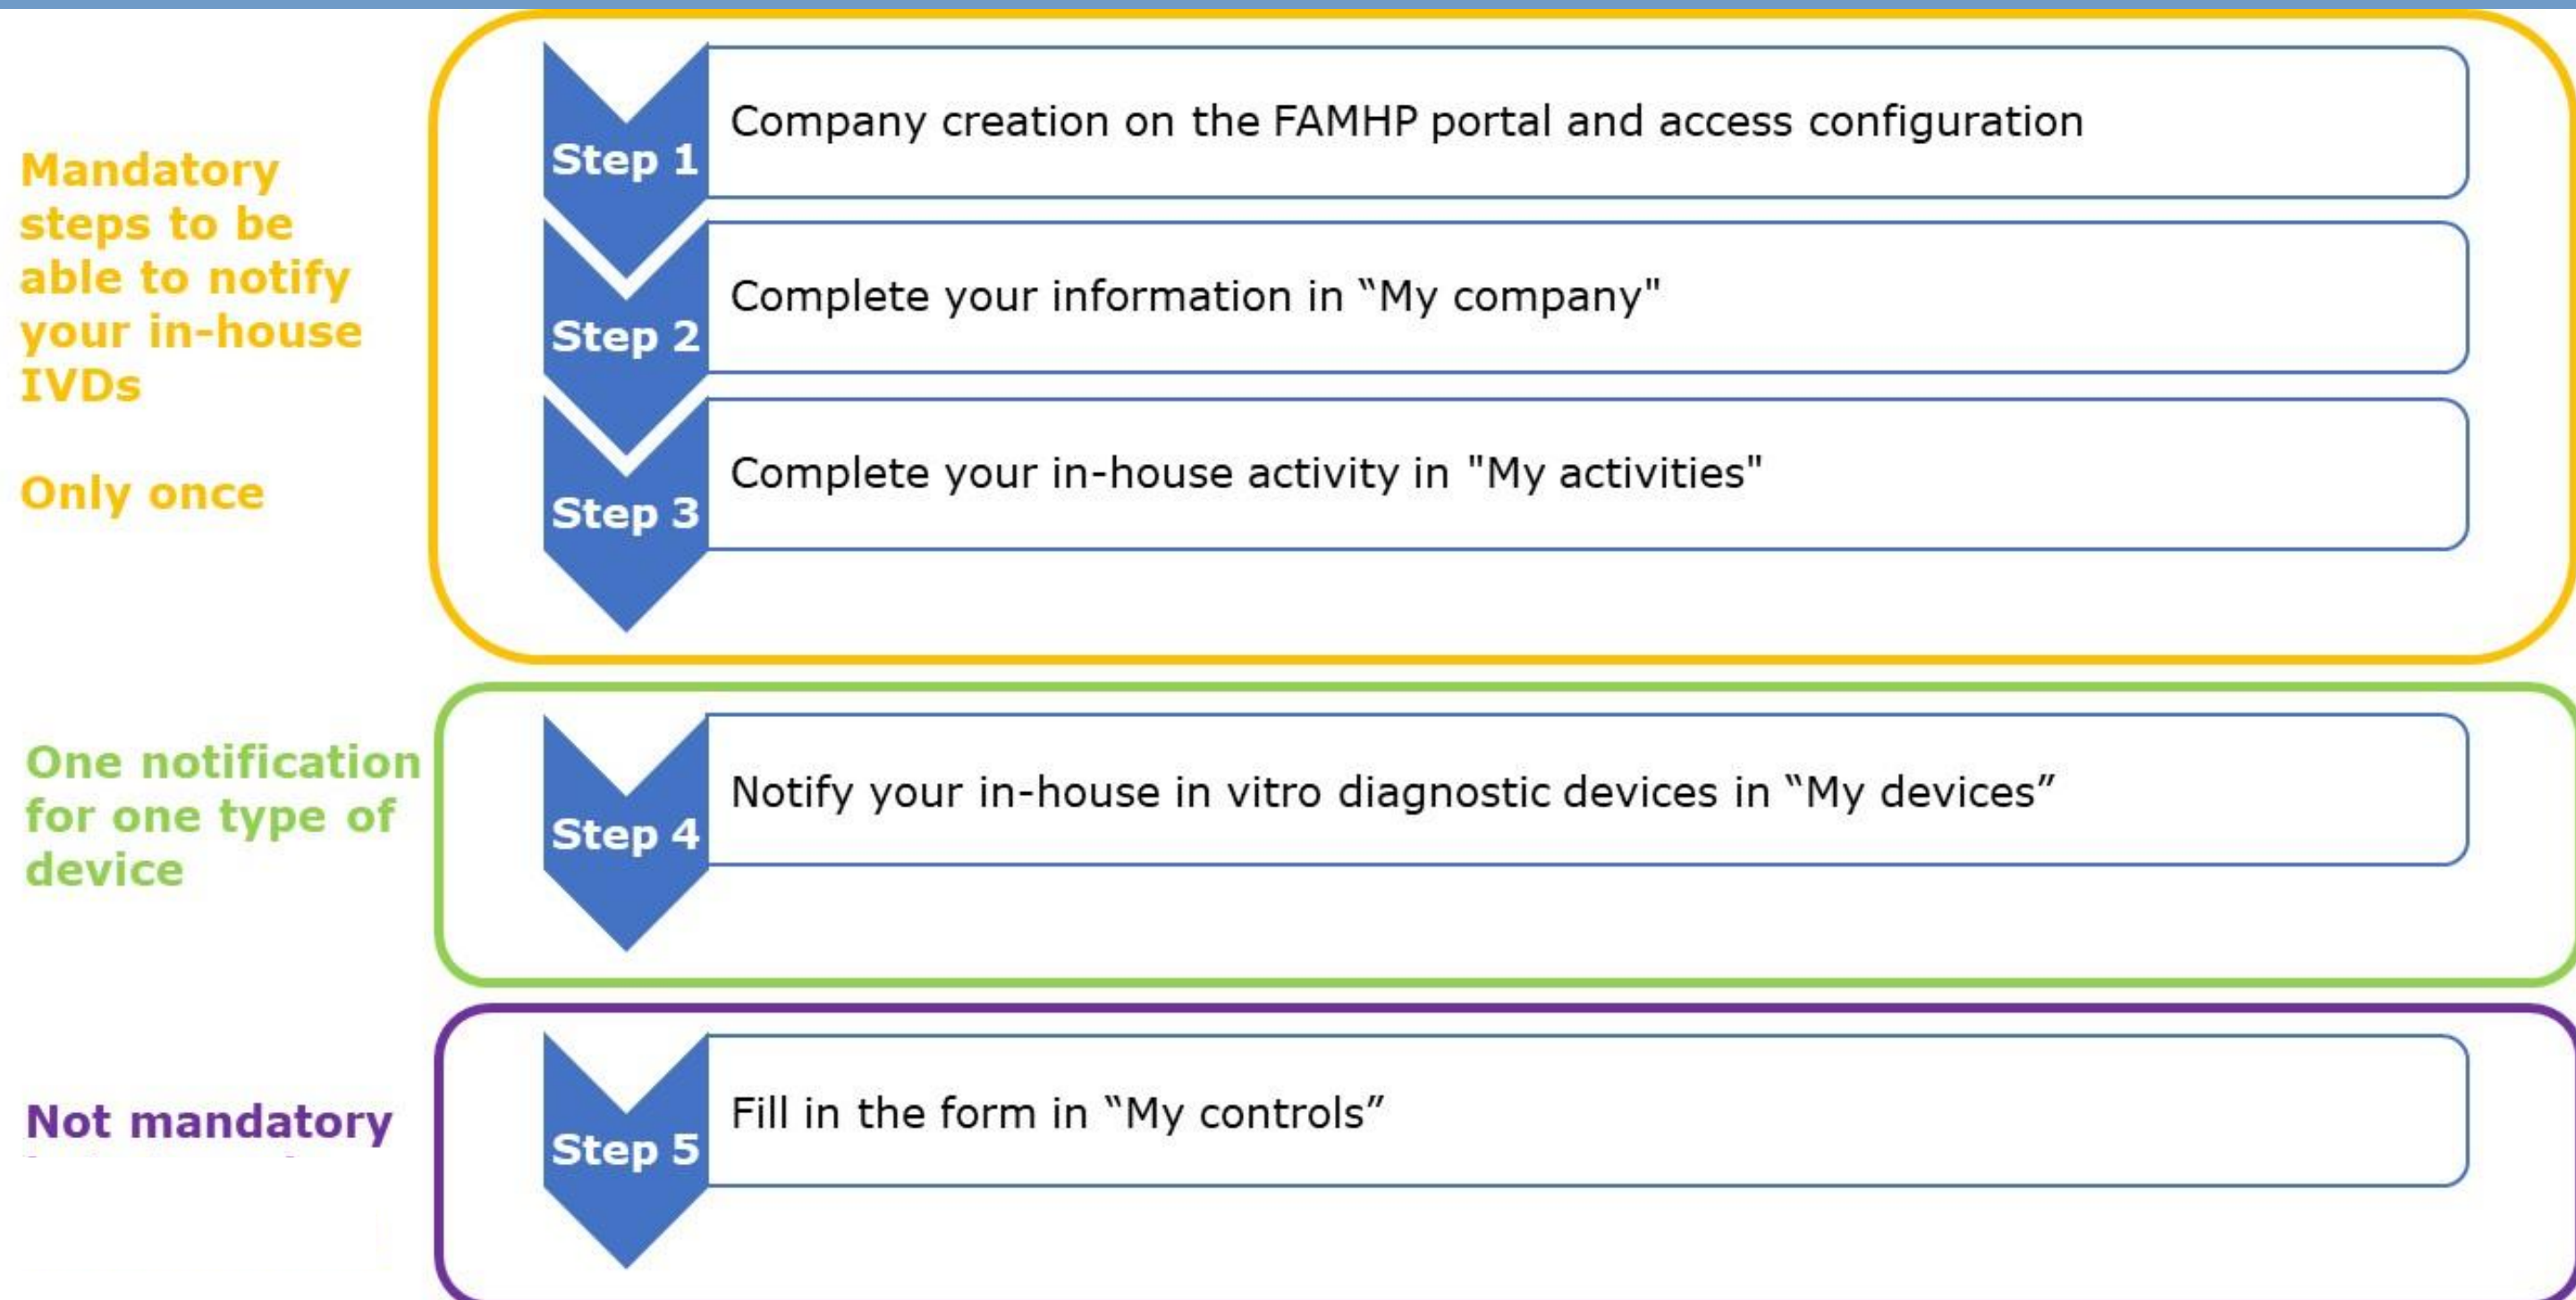 Mandatory
steps to be
able to notify
your in-house
IVDs
Only once
Step 1
Company creation on the FAMHP portal and access configuration
Step 2
Complete your information in “My company"
Step 3
Complete your in-house activity in "My activities"
One notification
for one type of
device
Step 4
Notify your in-house in vitro diagnostic devices in “My devices”
Not mandatory
Step 5
Fill in the form in “My controls”